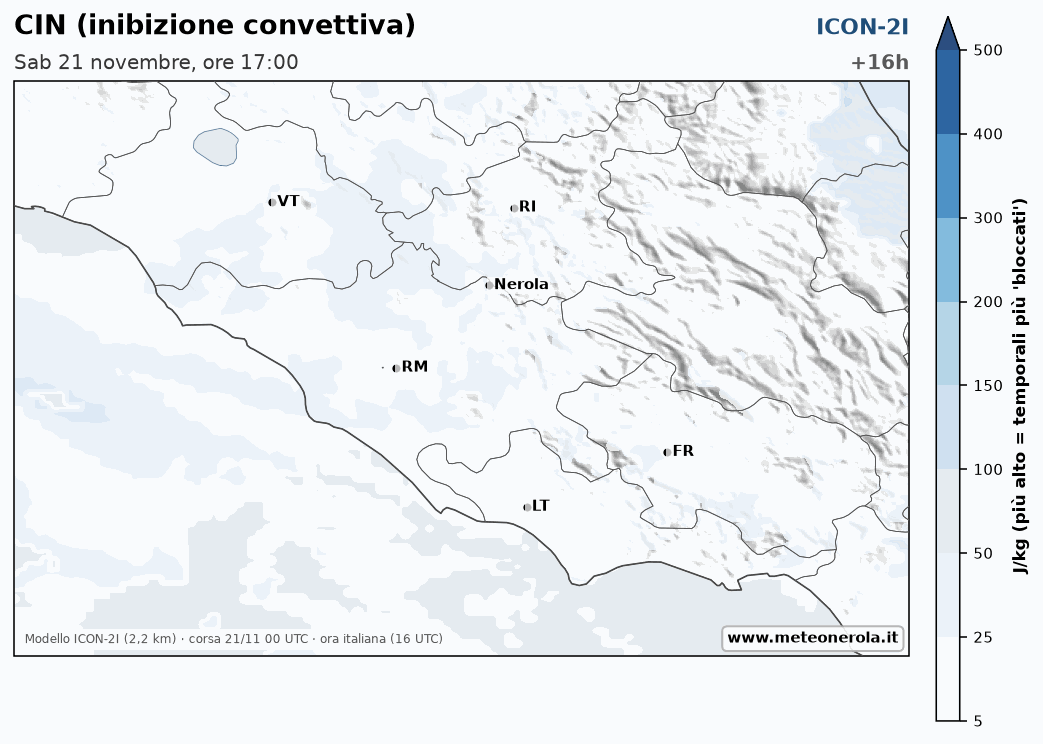 CIN (inibizione convettiva)
ICON-2I
Sab 21 novembre, ore 17:00
+16h
VT
RI
Nerola
RM
FR
LT
Modello ICON-2I (2,2 km) · corsa 21/11 00 UTC · ora italiana (16 UTC)
www.meteonerola.it
500
400
300
200
150
100
50
25
5
J/kg (più alto = temporali più 'bloccati')